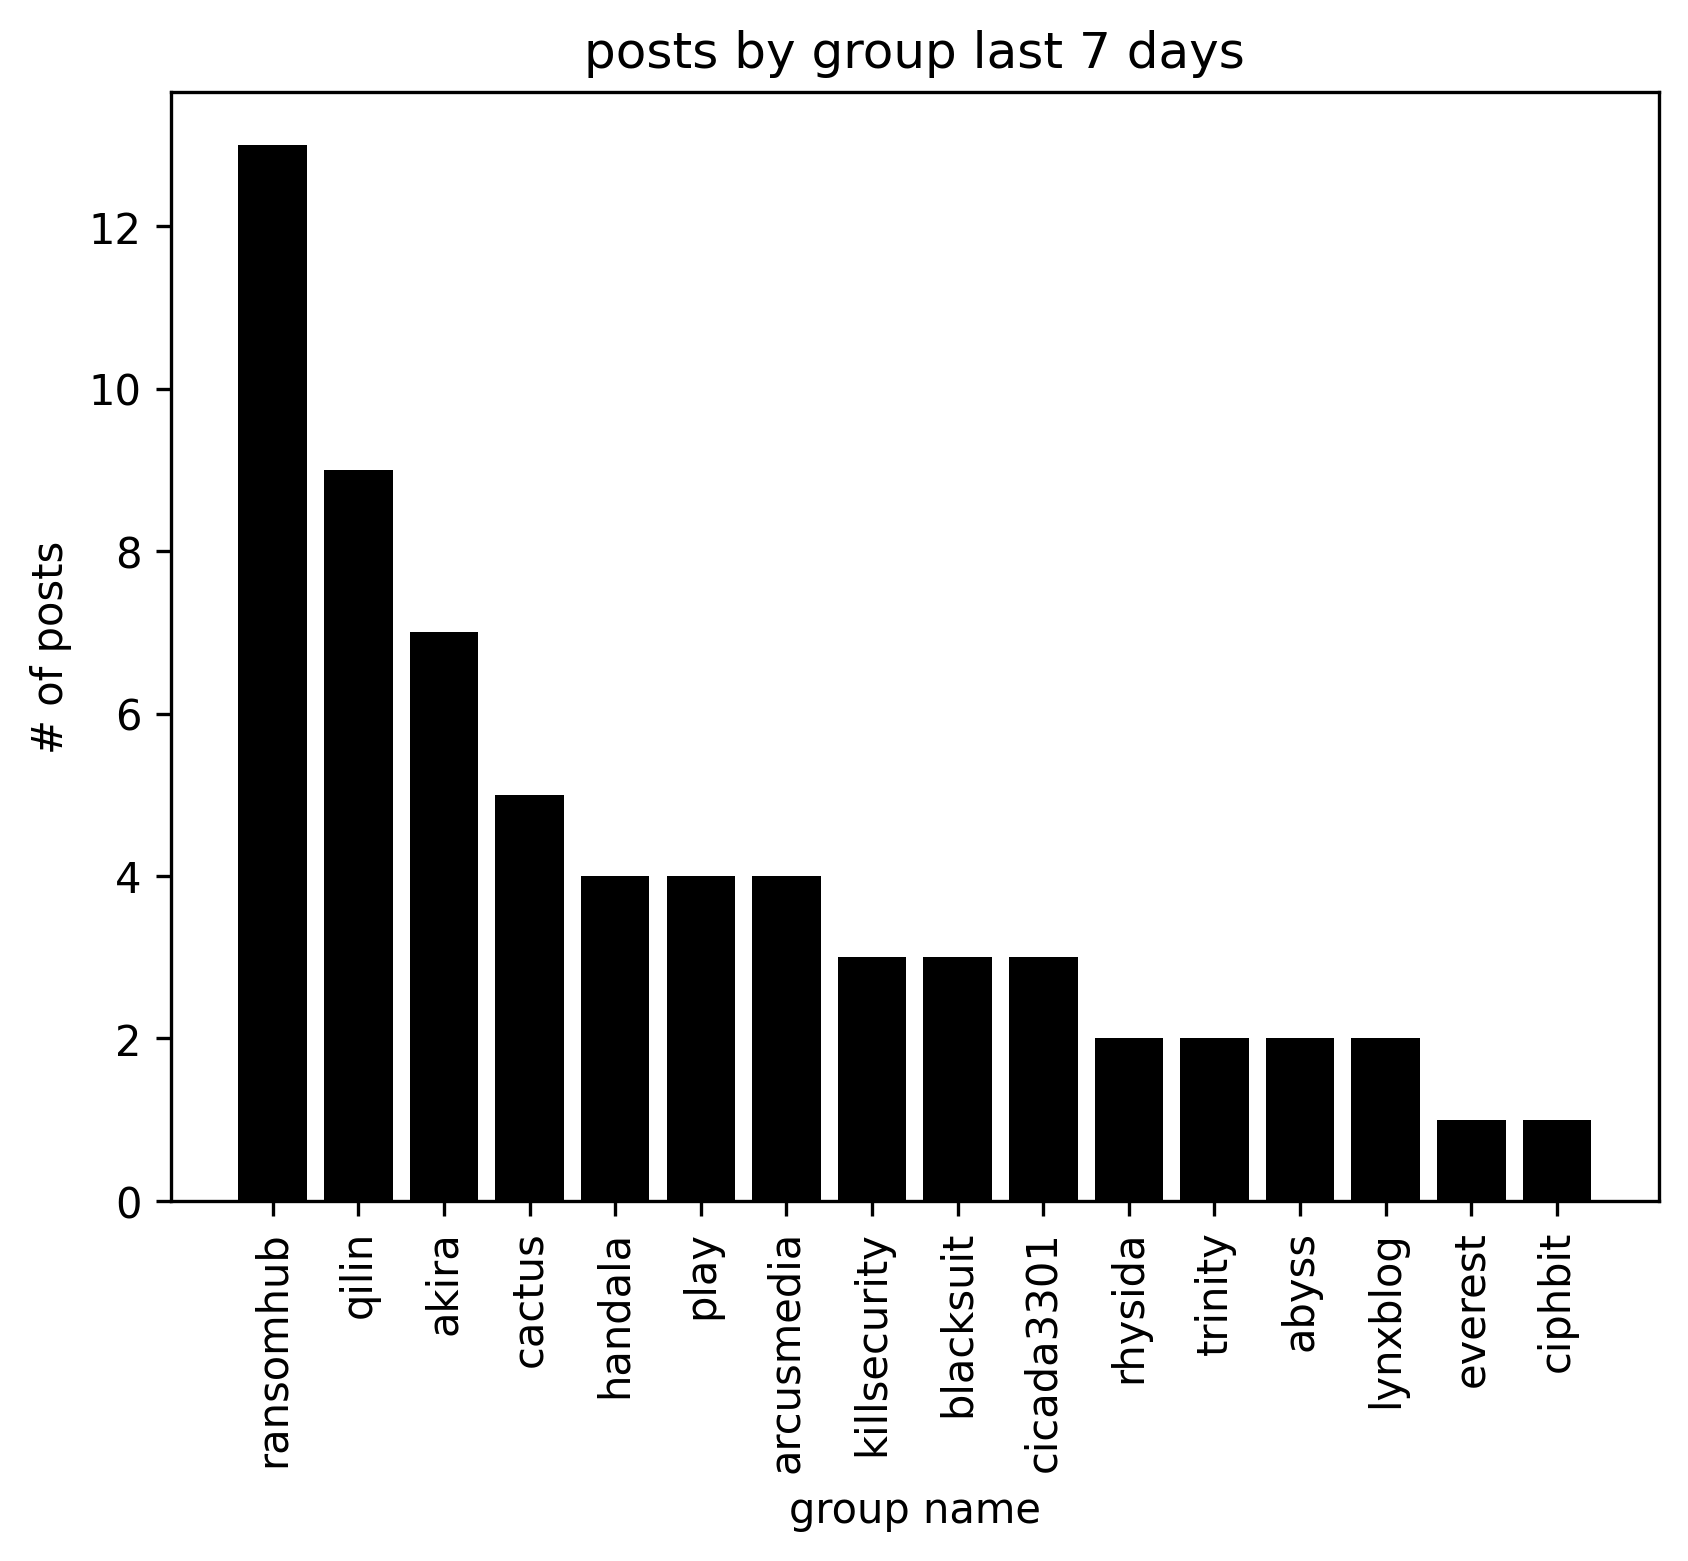 posts by group last 7 days
# of posts
12
10
8
6
4
2
0
ransomhub
qilin
akira
cactus
handala
play
arcusmedia
killsecurity
blacksuit
cicada3301
rhysida
trinity
abyss
lynxblog
everest
ciphbit
group name